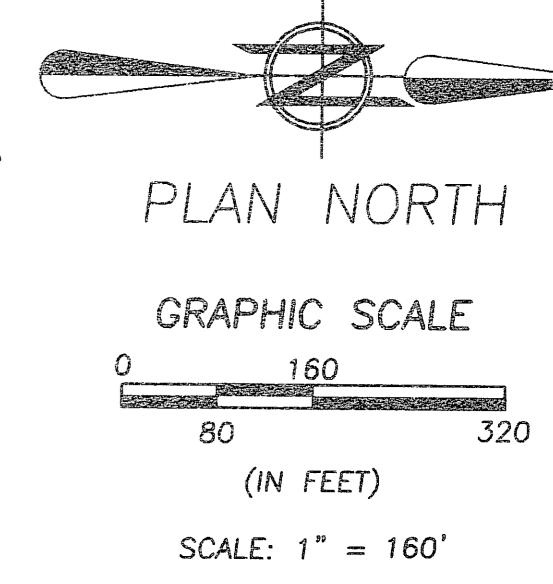 N
PLAN NORTH
GRAPHIC SCALE
0 160
80 320
(IN FEET)
SCALE: 1" = 160'